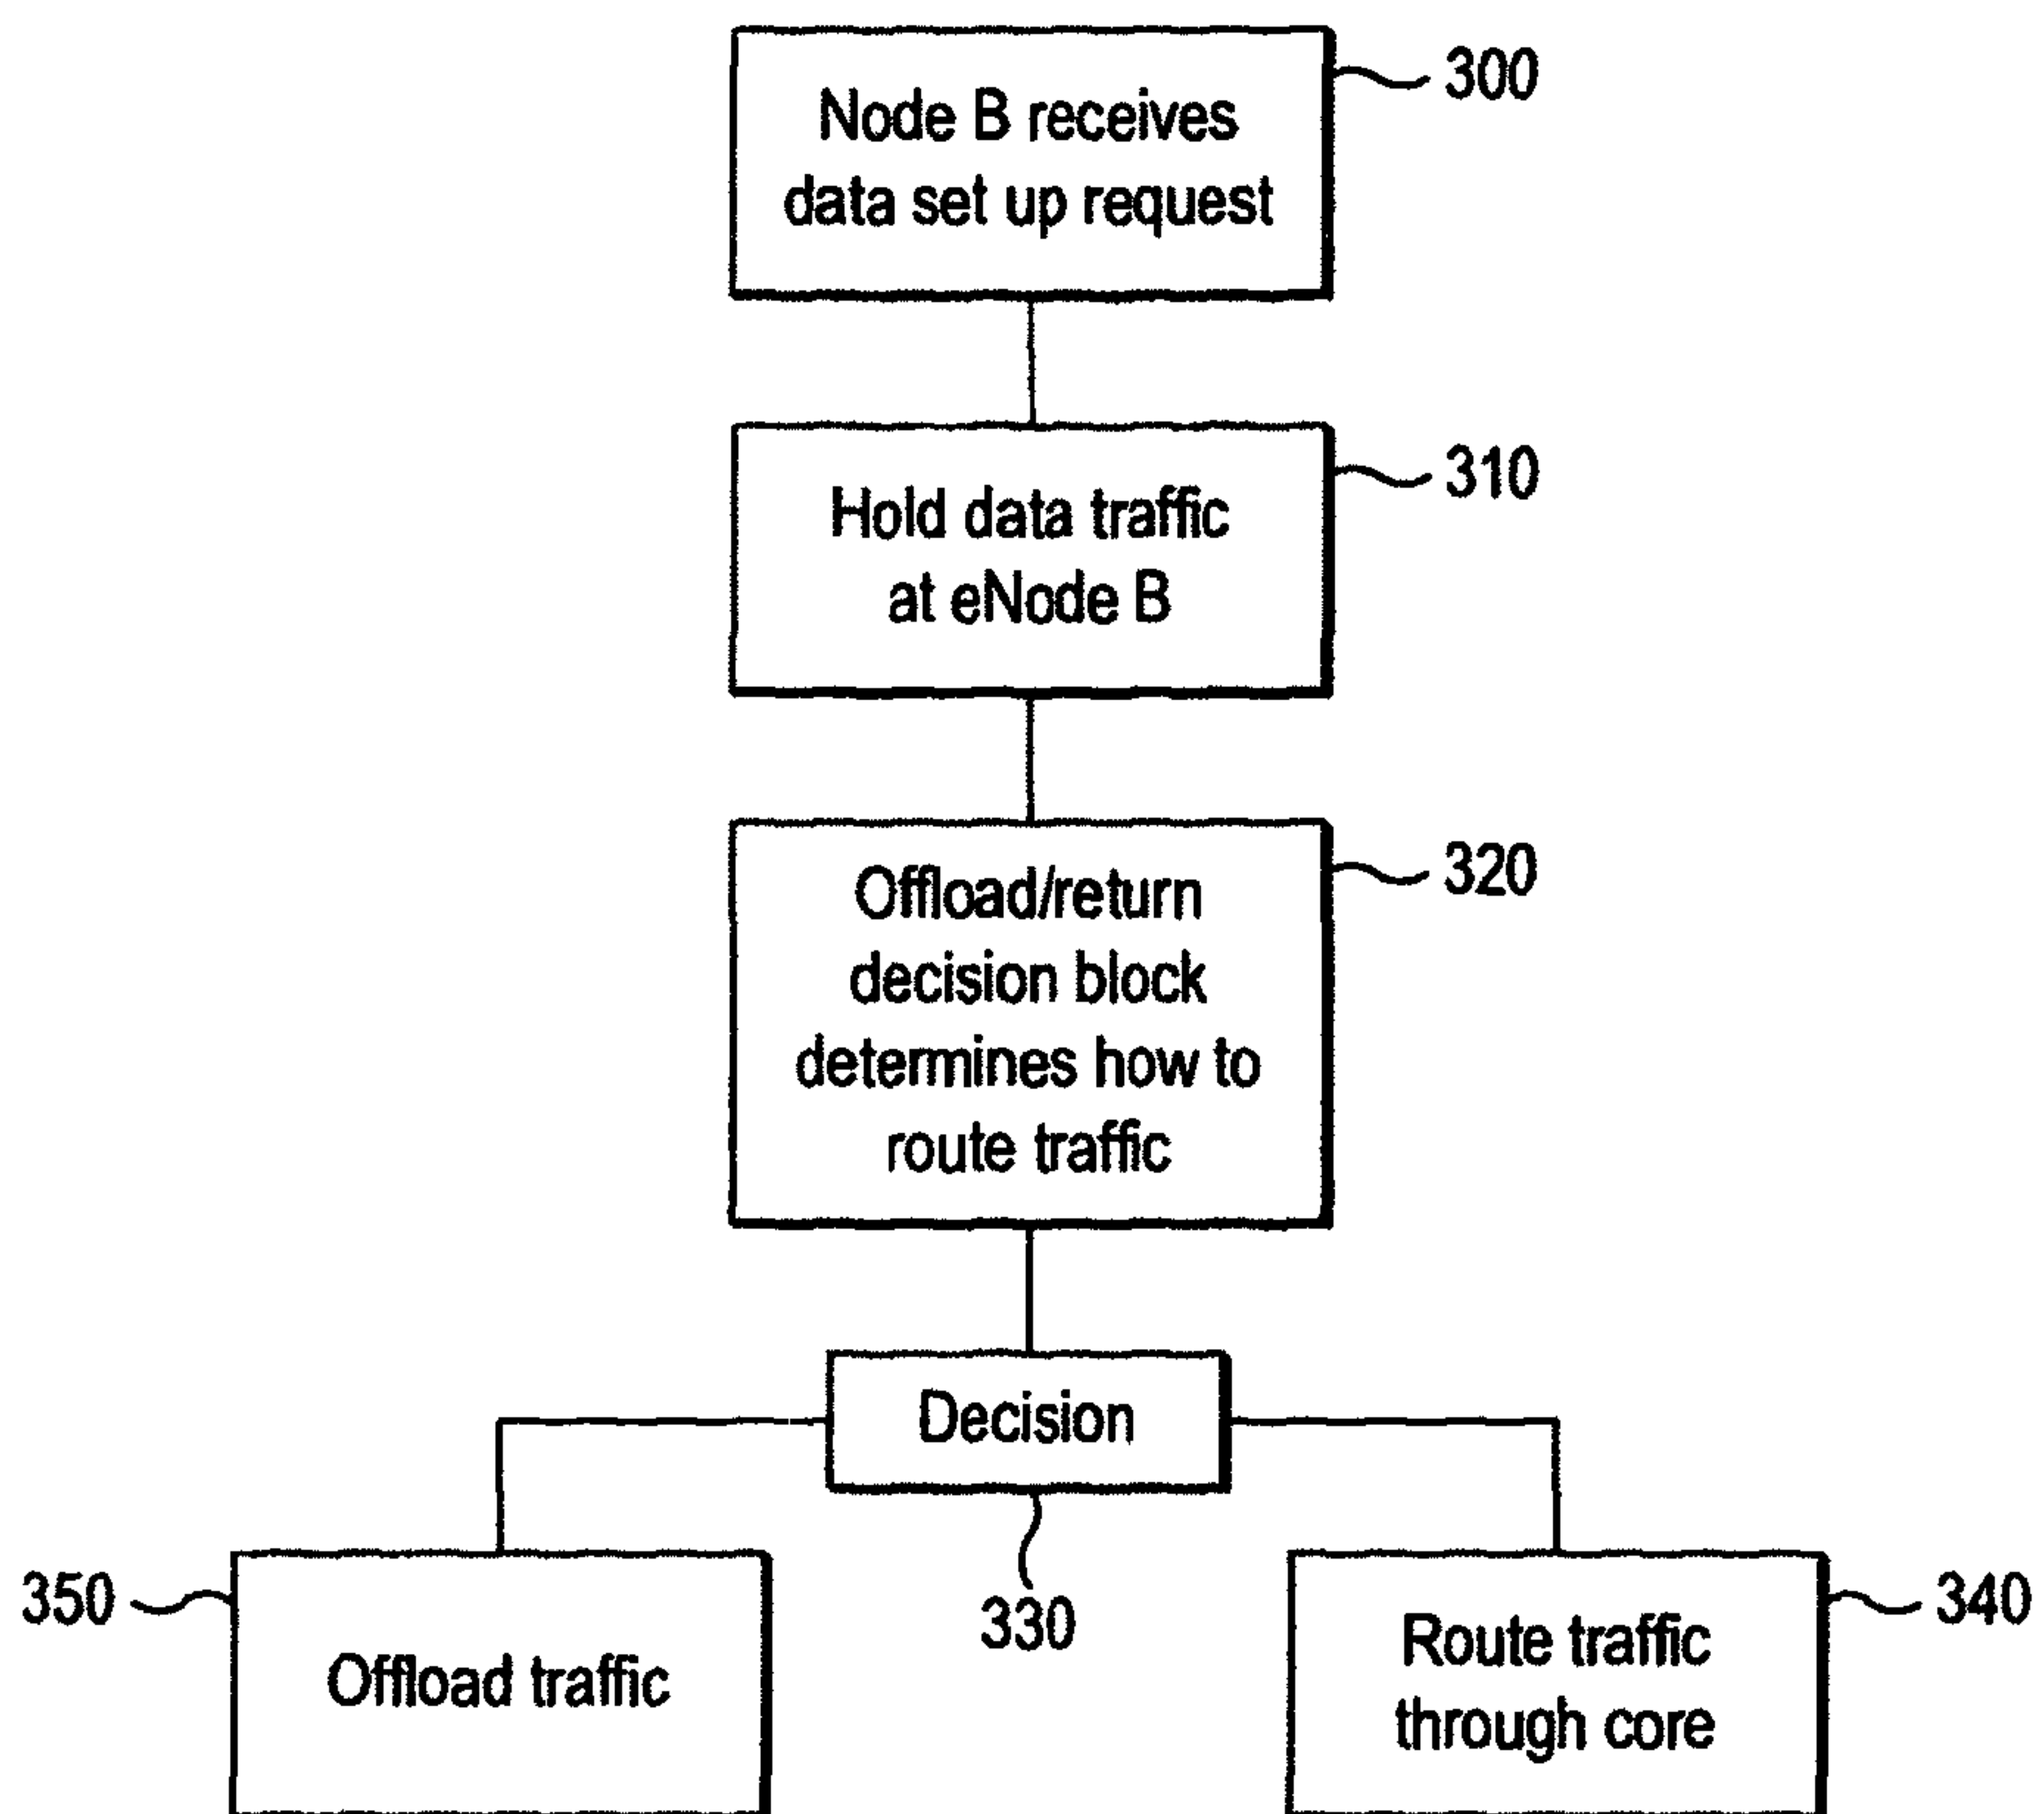 Node B receives
data set up request
300
Hold data traffic
at eNode B
310
Offload/return
decision block
determines how to
route traffic
320
Decision
330
350
Offload traffic
Route traffic
through core
340